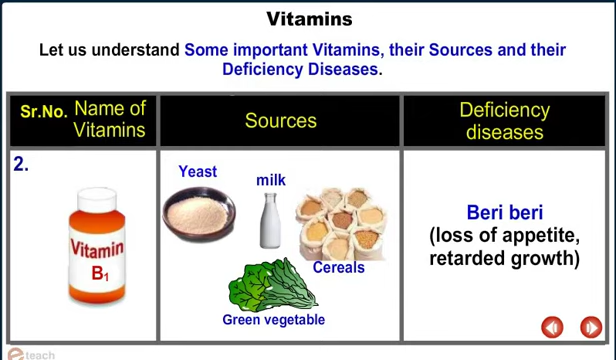 Vitamins
Let us understand Some important Vitamins, their Sources and their
Deficiency Diseases.
Sr.No. Name of
Vitamins
Sources
Deficiency
diseases
2.
Vitamin
B₁
Yeast
milk
Cereals
Green vegetable
Beri beri
(loss of appetite,
retarded growth)
e teach